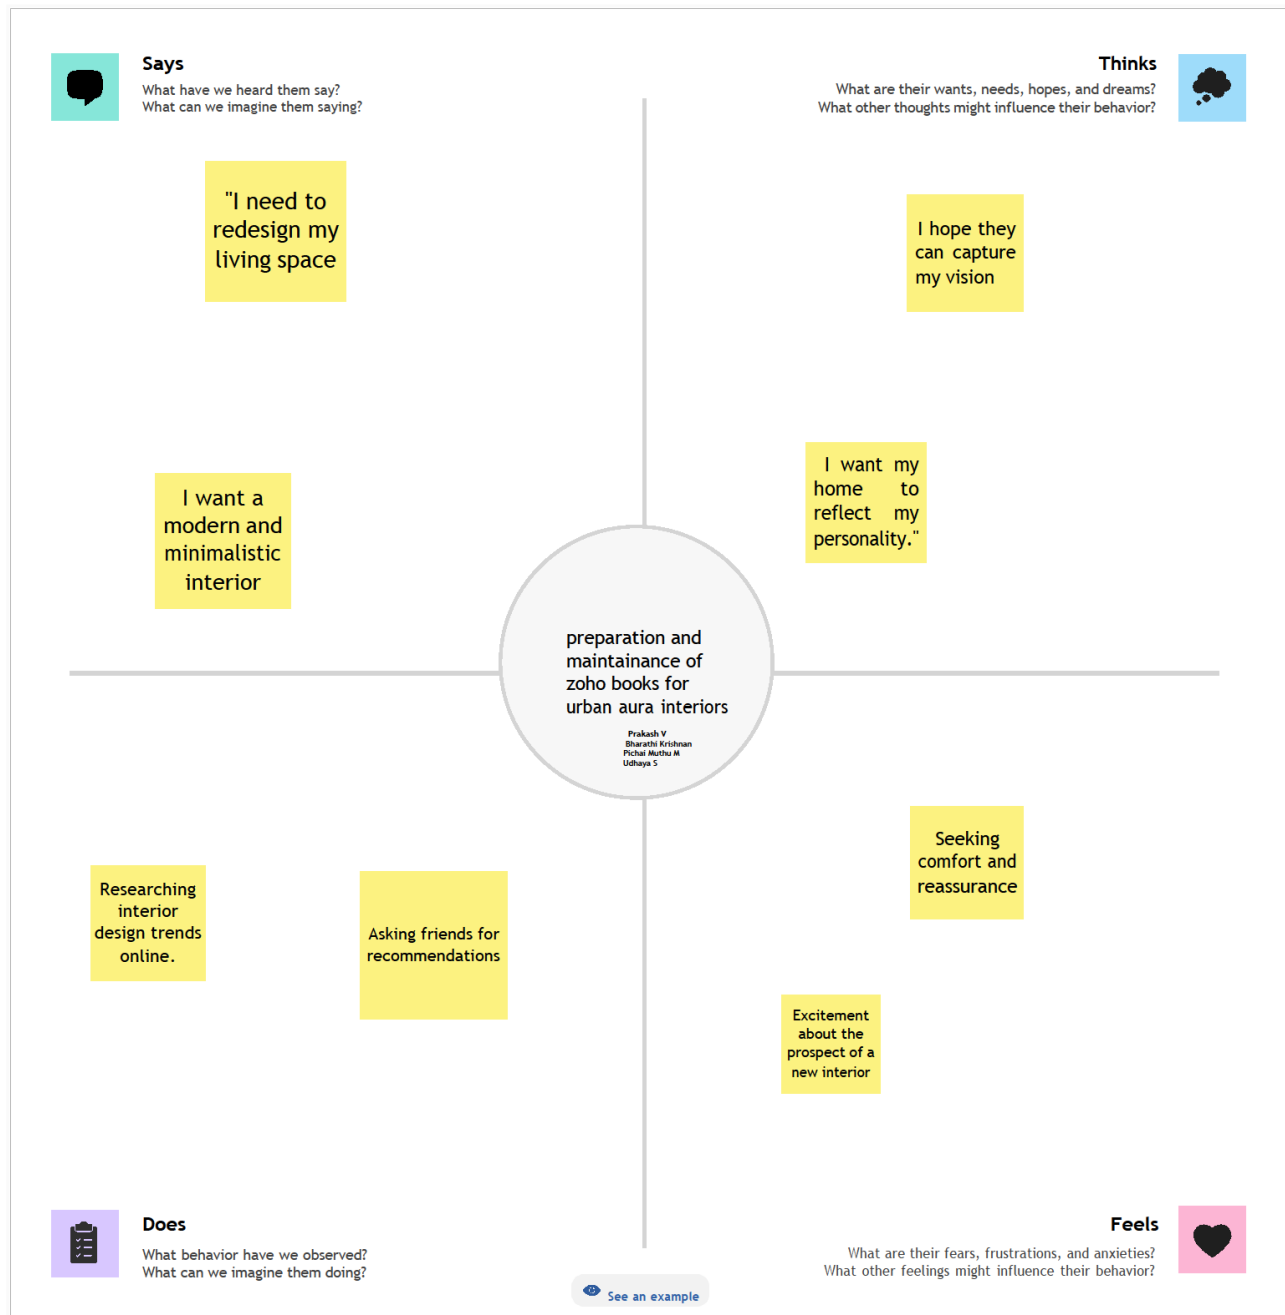 Says
What have we heard them say?
What can we imagine them saying?
Thinks
What are their wants, needs, hopes, and dreams?
What other thoughts might influence their behavior?
"I need to
redesign my
living space
I hope they
can capture
my vision
I want a
modern and
minimalistic
interior
I want my
home to
reflect my
personality."
preparation and
maintainance of
zoho books for
urban aura interiors
Prakash V
Bharathi Krishnan
Pichai Muthu M
Udhaya S
Researching
interior
design trends
online.
Asking friends for
recommendations
Seeking
comfort and
reassurance
Excitement
about the
prospect of a
new interior
Does
What behavior have we observed?
What can we imagine them doing?
Feels
What are their fears, frustrations, and anxieties?
What other feelings might influence their behavior?
See an example